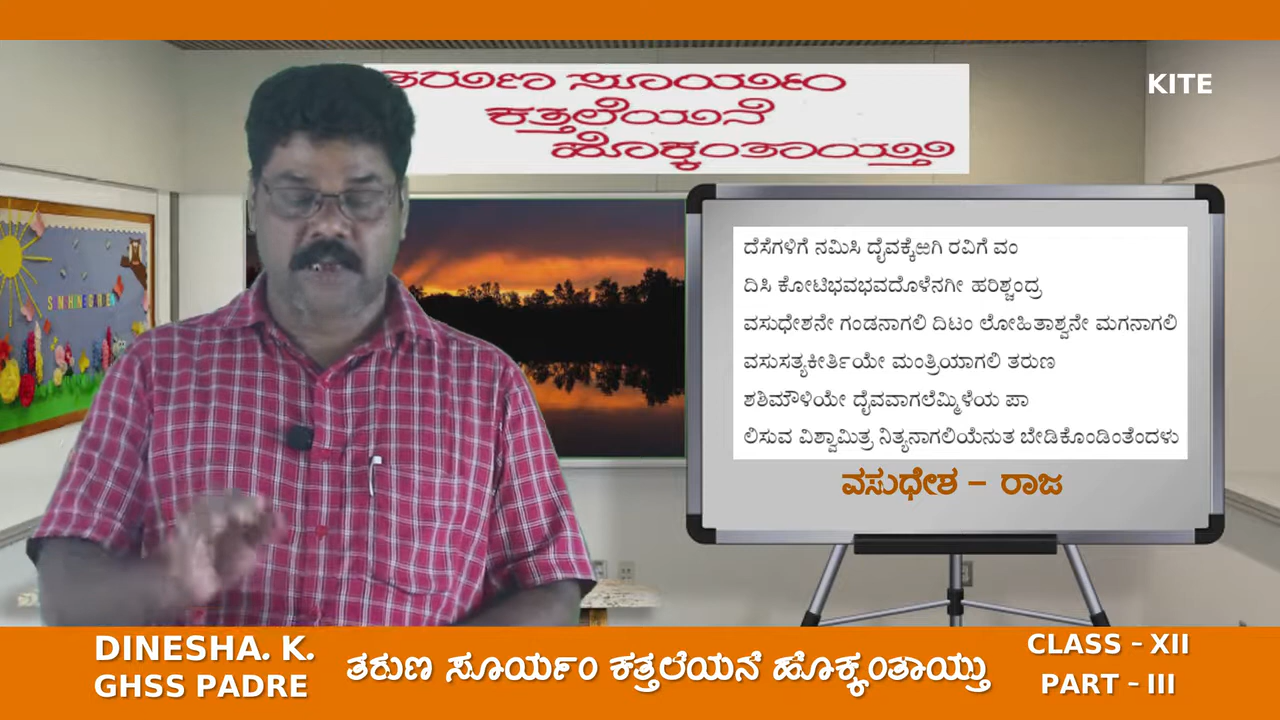 ತರುಣ ಸೂರ್ಯಂ
ಕತ್ತಲೆಯನೆ
ಹೊಕ್ಕಂತಾಯ್ತು
KITE
SUNSHINE GARDEN
ದೆಸೆಗಳಿಗೆ ನಮಿಸಿ ದೈವಕ್ಕೆಱಗಿ ರವಿಗೆ ವಂ
ದಿಸಿ ಕೋಟಿಭವಭವದೊಳೆನಗೀ ಹರಿಶ್ಚಂದ್ರ
ವಸುಧೇಶನೇ ಗಂಡನಾಗಲಿ ದಿಟಂ ಲೋಹಿತಾಶ್ವನೇ ಮಗನಾಗಲಿ
ವಸುಸತ್ಯಕೀರ್ತಿಯೇ ಮಂತ್ರಿಯಾಗಲಿ ತರುಣ
ಶಶಿಮೌಳಿಯೇ ದೈವವಾಗಲೆಮ್ಮಿಳೆಯ ಪಾ
ಲಿಸುವ ವಿಶ್ವಾಮಿತ್ರ ನಿತ್ಯನಾಗಲಿಯೆನುತ ಬೇಡಿಕೊಂಡಿಂತೆಂದಳು
ವಸುಧೇಶ – ರಾಜ
DINESHA. K.
GHSS PADRE
ತರುಣ ಸೂರ್ಯಂ ಕತ್ತಲೆಯನೆ ಹೊಕ್ಕಂತಾಯ್ತು
CLASS – XII
PART – III